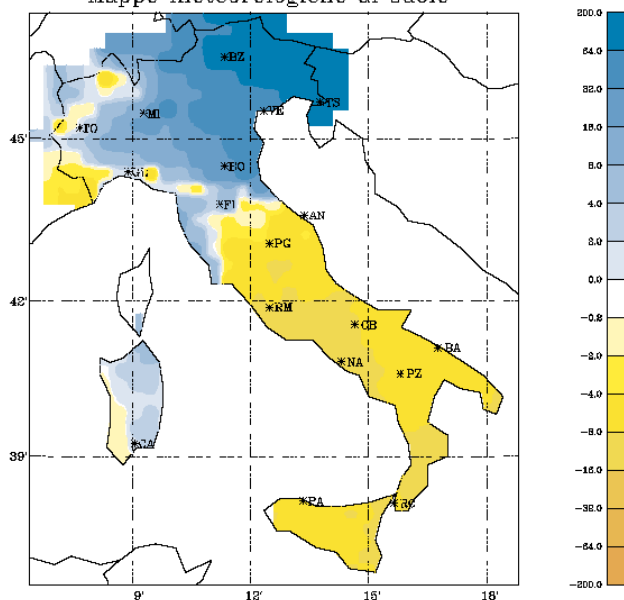 200.0
BZ
64.0
32.0
TS
MI
VE
TO
16.0
45'
8.0
BO
FI
4.0
AN
PG
0.0
42'
RM
-0.8
CB
BA
-2.0
NA
PZ
-4.0
-8.0
39'
CA
-16.0
PA
RC
-32.0
-64.0
-200.0
9'
12'
15'
18'